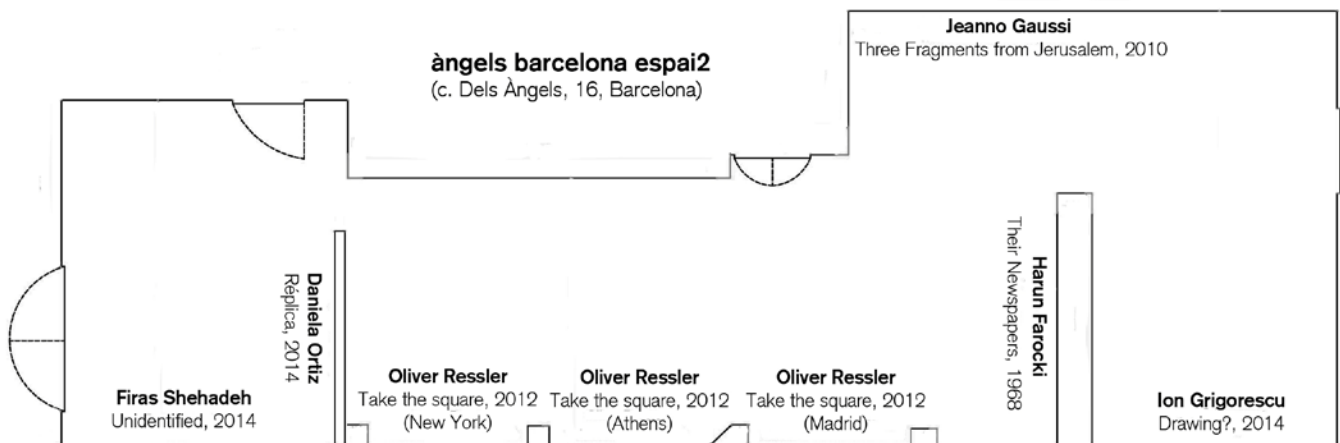 Jeanno Gaussi
Three Fragments from Jerusalem, 2010
àngels barcelona espai2
(c. Dels Àngels, 16, Barcelona)
Daniela Ortiz
Réplica, 2014
Harun Farocki
Their Newspapers, 1968
Firas Shehadeh
Unidentified, 2014
Oliver Ressler
Take the square, 2012
(New York)
Oliver Ressler
Take the square, 2012
(Athens)
Oliver Ressler
Take the square, 2012
(Madrid)
Ion Grigorescu
Drawing?, 2014